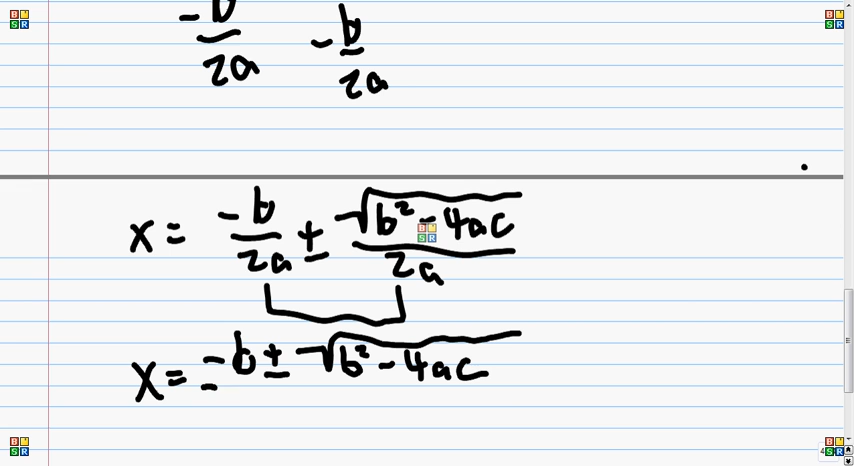 -b/2a -b/2a
x = -b/2a ± √(b² - 4ac)/2a
x = -b ± √(b² - 4ac)